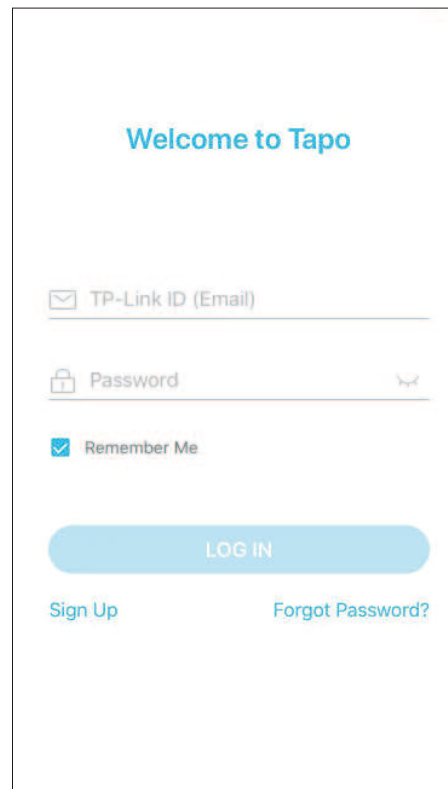 Welcome to Tapo
TP-Link ID (Email)
Password
Remember Me
LOG IN
Sign Up
Forgot Password?